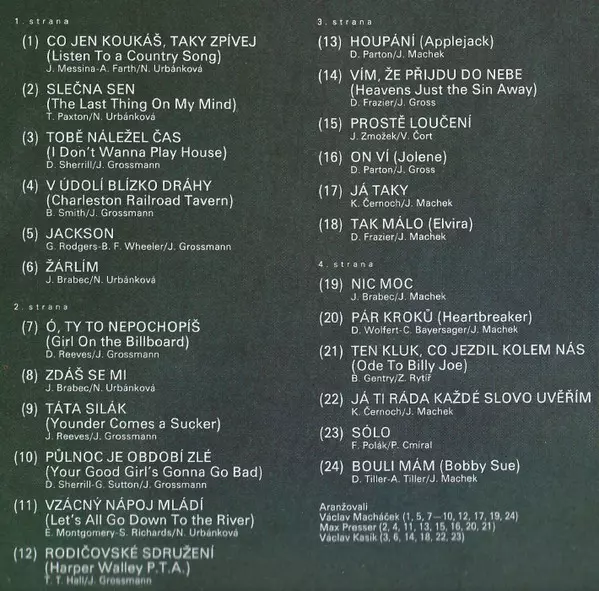 1. strana
(1) CO JEN KOUKÁŠ, TAKY ZPÍVEJ
(Listen To a Country Song)
J. Messina-A. Farth/N. Urbánková
(2) SLEČNA SEN
(The Last Thing On My Mind)
T. Paxton/N. Urbánková
(3) TOBĚ NÁLEŽEL ČAS
(I Don't Wanna Play House)
D. Sherrill/J. Grossmann
(4) V ÚDOLÍ BLÍZKO DRÁHY
(Charleston Railroad Tavern)
B. Smith/J. Grossmann
(5) JACKSON
G. Rodgers-B. F. Wheeler/J. Grossmann
(6) ŽÁRLÍM
J. Brabec/N. Urbánková
2. strana
(7) Ó, TY TO NEPOCHOPÍŠ
(Girl On the Billboard)
D. Reeves/J. Grossmann
(8) ZDÁŠ SE MI
J. Brabec/N. Urbánková
(9) TÁTA SILÁK
(Younder Comes a Sucker)
J. Reeves/J. Grossmann
(10) PŮLNOC JE OBDOBÍ ZLÉ
(Your Good Girl's Gonna Go Bad)
D. Sherrill-G. Sutton/J. Grossmann
(11) VZÁCNÝ NÁPOJ MLÁDÍ
(Let's All Go Down To the River)
E. Montgomery-S. Richards/N. Urbánková
(12) RODIČOVSKÉ SDRUŽENÍ
(Harper Walley P.T.A.)
T. T. Hall/J. Grossmann
3. strana
(13) HOUPÁNÍ (Applejack)
D. Parton/J. Machek
(14) VÍM, ŽE PŘIJDU DO NEBE
(Heavens Just the Sin Away)
D. Frazier/J. Gross
(15) PROSTĚ LOUČENÍ
J. Zmožek/V. Čort
(16) ON VÍ (Jolene)
D. Parton/J. Gross
(17) JÁ TAKY
K. Černoch/J. Machek
(18) TAK MÁLO (Elvira)
D. Frazier/J. Machek
4. strana
(19) NIC MOC
J. Brabec/J. Machek
(20) PÁR KROKŮ (Heartbreaker)
D. Wolfert-C. Bayersager/J. Machek
(21) TEN KLUK, CO JEZDIL KOLEM NÁS
(Ode To Billy Joe)
B. Gentry/Z. Rytíř
(22) JÁ TI RÁDA KAŽDÉ SLOVO UVĚŘÍM
K. Černoch/J. Machek
(23) SÓLO
F. Polák/P. Cmíral
(24) BOULI MÁM (Bobby Sue)
D. Tiller-A. Tiller/J. Machek
Aranžovali
Václav Macháček (1, 5, 7—10, 12, 17, 19, 24)
Max Presser (2, 4, 11, 13, 15, 16, 20, 21)
Václav Kasík (3, 6, 14, 18, 22, 23)